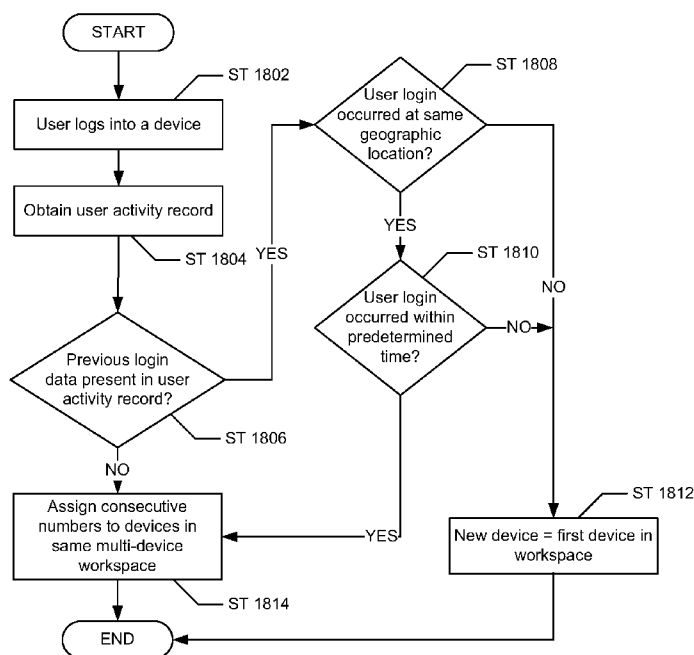 START
ST 1802
User logs into a device
Obtain user activity record
ST 1804
Previous login
data present in user
activity record?
ST 1806
YES
NO
ST 1808
User login
occurred at same
geographic
location?
YES
NO
ST 1810
User login
occurred within
predetermined
time?
NO
YES
ST 1812
New device = first device in
workspace
Assign consecutive
numbers to devices in
same multi-device
workspace
ST 1814
END